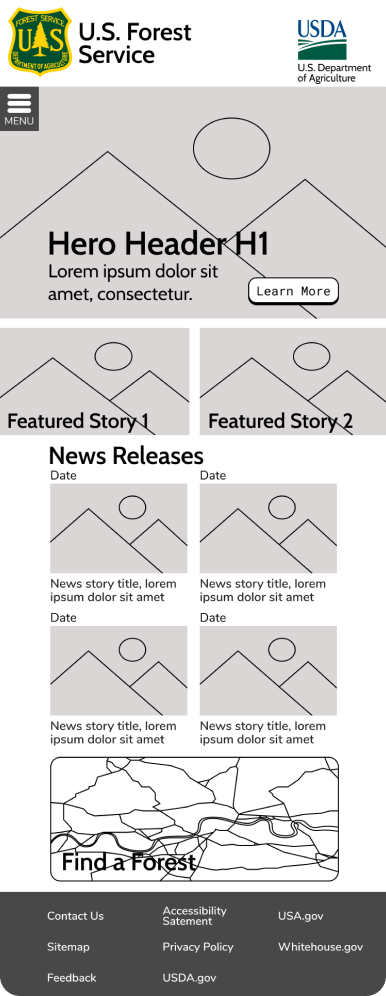 FOREST SERVICE
U S
DEPARTMENT OF AGRICULTURE
U.S. Forest
Service
USDA
U.S. Department
of Agriculture
MENU
Hero Header H1
Lorem ipsum dolor sit
amet, consectetur.
Learn More
Featured Story 1
Featured Story 2
News Releases
Date
Date
News story title, lorem
ipsum dolor sit amet
News story title, lorem
ipsum dolor sit amet
Date
Date
News story title, lorem
ipsum dolor sit amet
News story title, lorem
ipsum dolor sit amet
Find a Forest
Contact Us
Accessibility
Satement
USA.gov
Sitemap
Privacy Policy
Whitehouse.gov
Feedback
USDA.gov